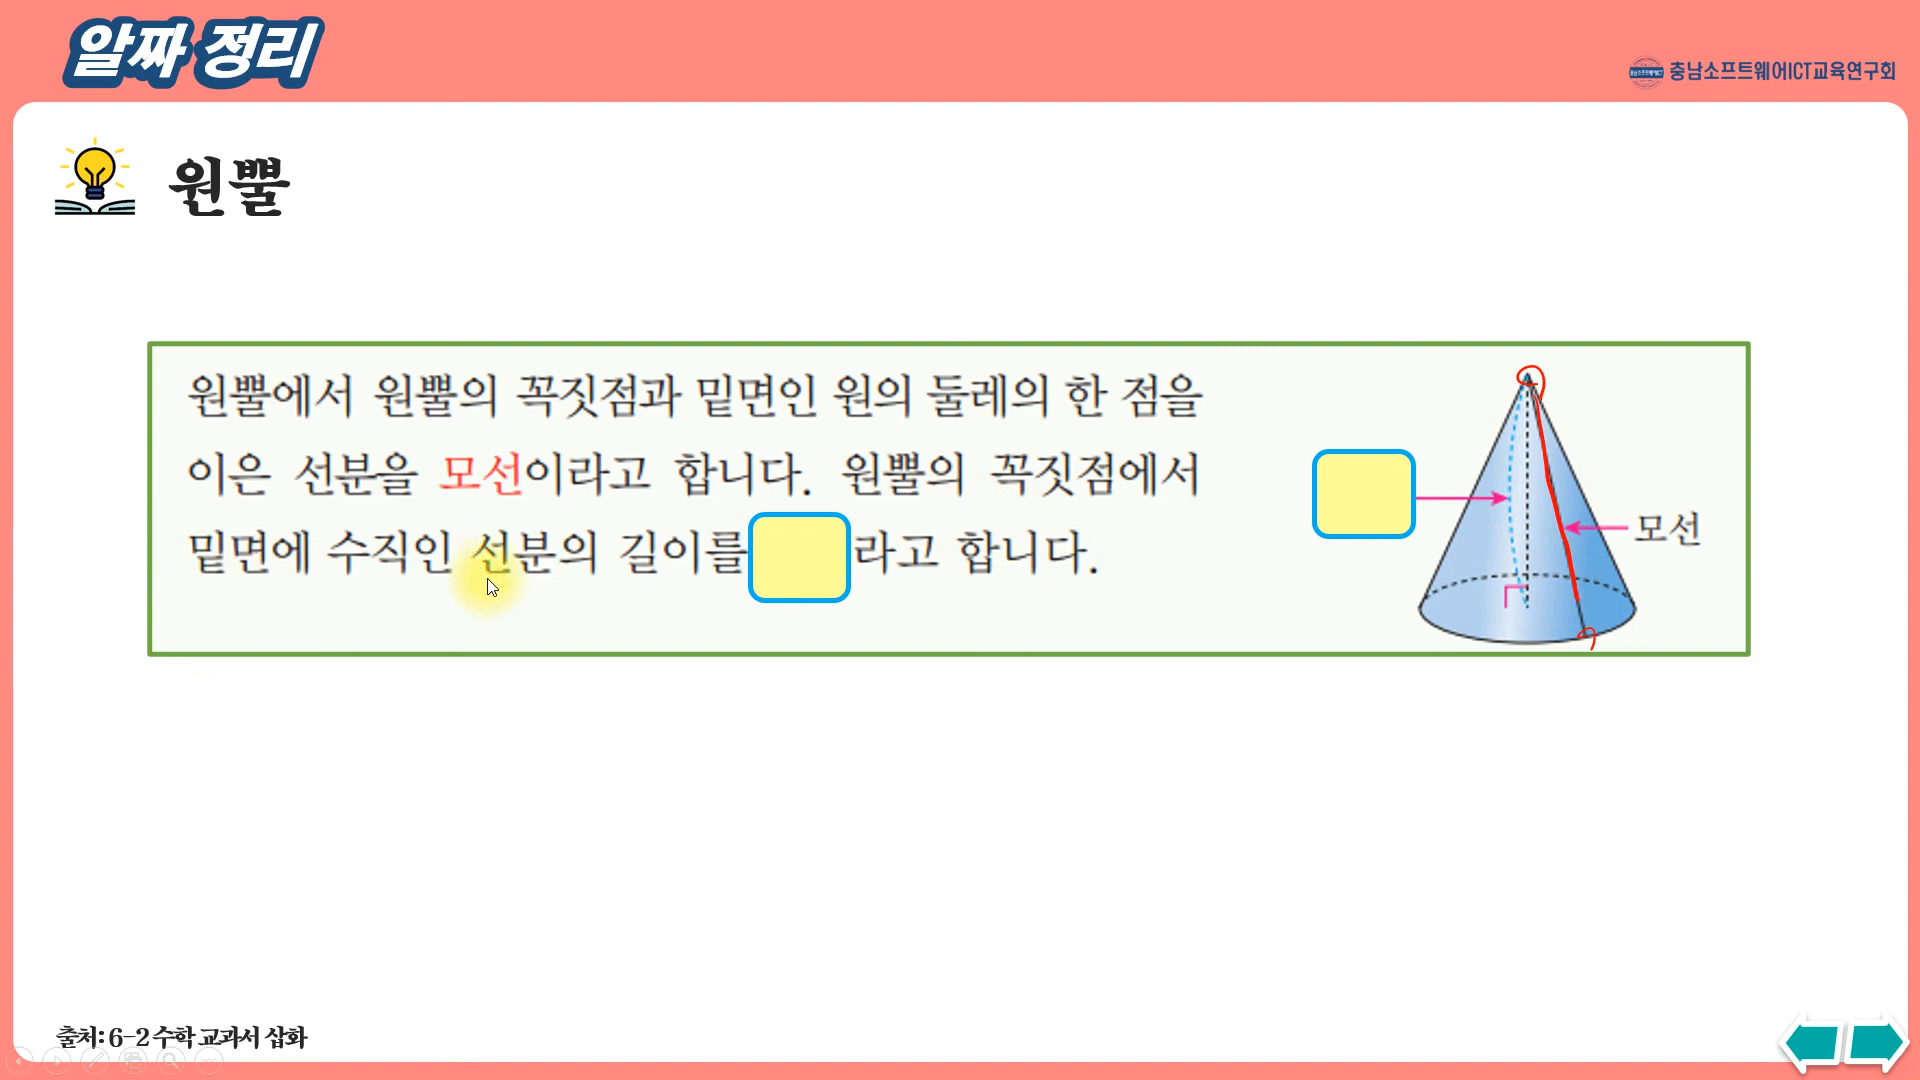 알짜 정리
충남소프트웨어ICT교육연구회
원뿔
원뿔에서 원뿔의 꼭짓점과 밑면인 원의 둘레의 한 점을
이은 선분을 모선이라고 합니다. 원뿔의 꼭짓점에서
밑면에 수직인 선분의 길이를 라고 합니다.
모선
출처: 6-2 수학 교과서 삽화